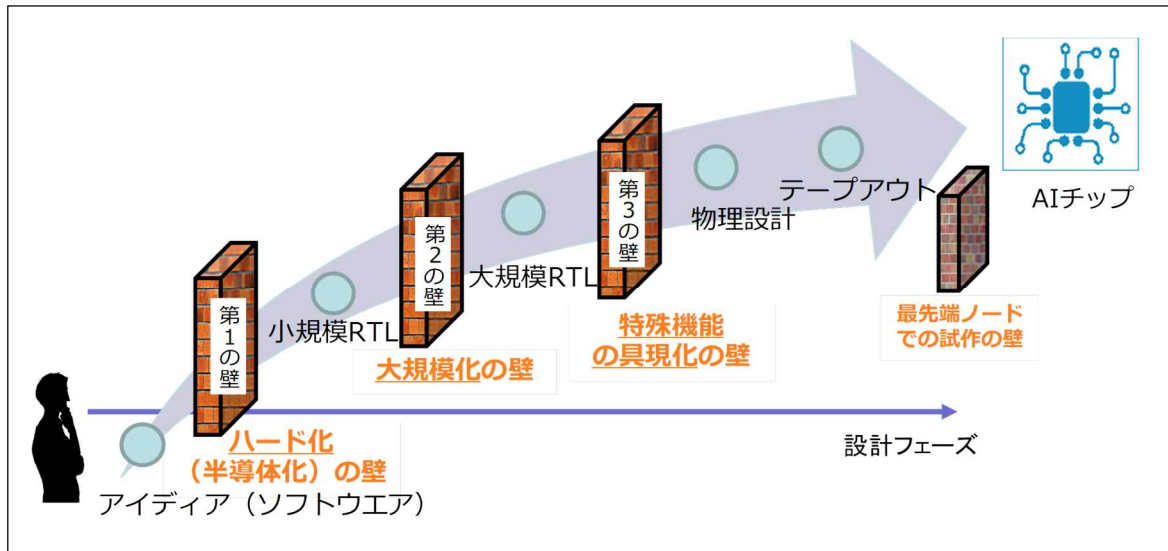 アイディア（ソフトウエア）
第1の壁
ハード化
（半導体化）の壁
小規模RTL
第2の壁
大規模化の壁
大規模RTL
第3の壁
特殊機能
の具現化の壁
物理設計
テープアウト
最先端ノード
での試作の壁
AIチップ
設計フェーズ